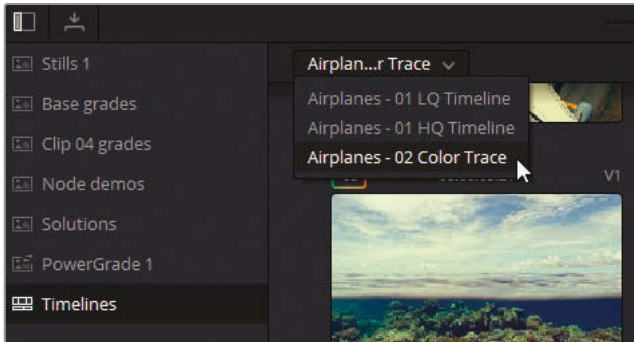 Stills 1
Base grades
Clip 04 grades
Node demos
Solutions
PowerGrade 1
Timelines
Airplan...r Trace
Airplanes - 01 LQ Timeline
Airplanes - 01 HQ Timeline
Airplanes - 02 Color Trace
V1